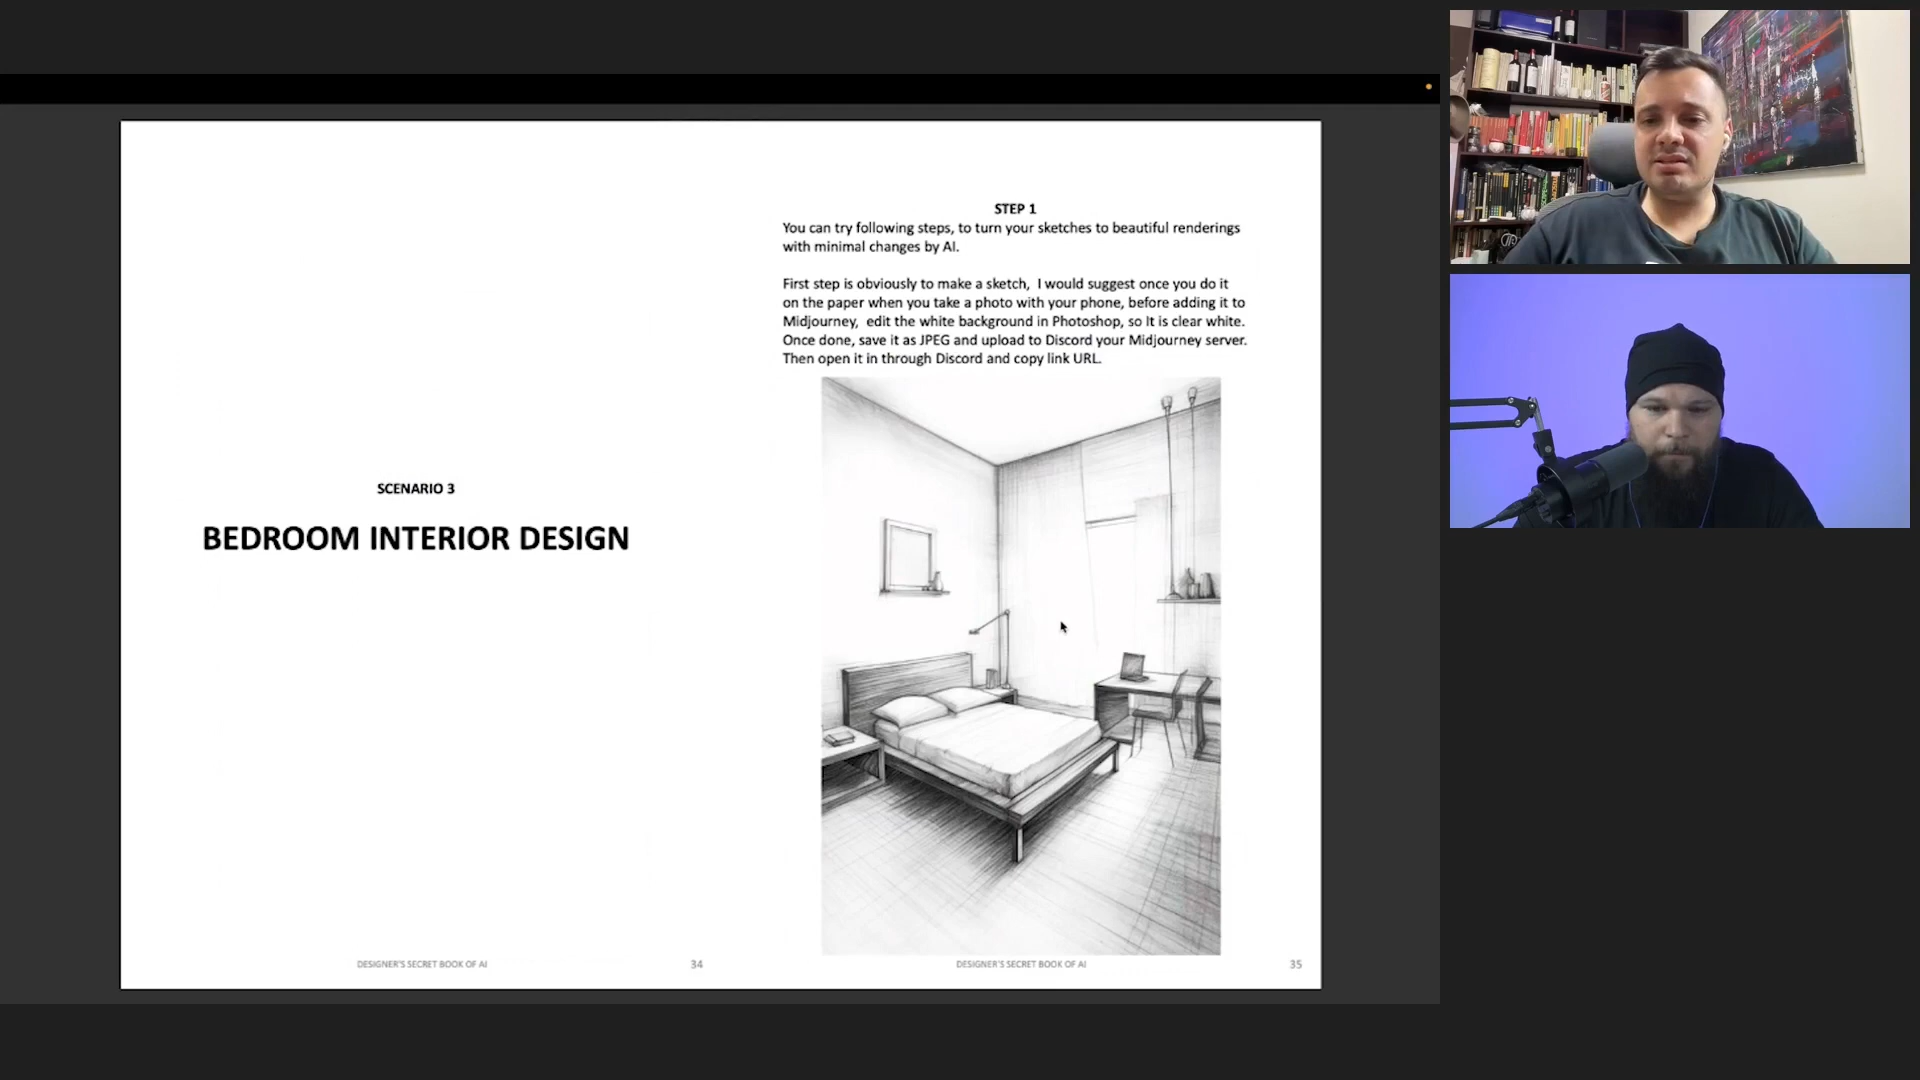 SCENARIO 3
BEDROOM INTERIOR DESIGN
DESIGNER'S SECRET BOOK OF AI
34
STEP 1
You can try following steps, to turn your sketches to beautiful renderings
with minimal changes by AI.
First step is obviously to make a sketch, I would suggest once you do it
on the paper when you take a photo with your phone, before adding it to
Midjourney, edit the white background in Photoshop, so It is clear white.
Once done, save it as JPEG and upload to Discord your Midjourney server.
Then open it in through Discord and copy link URL.
DESIGNER'S SECRET BOOK OF AI
35